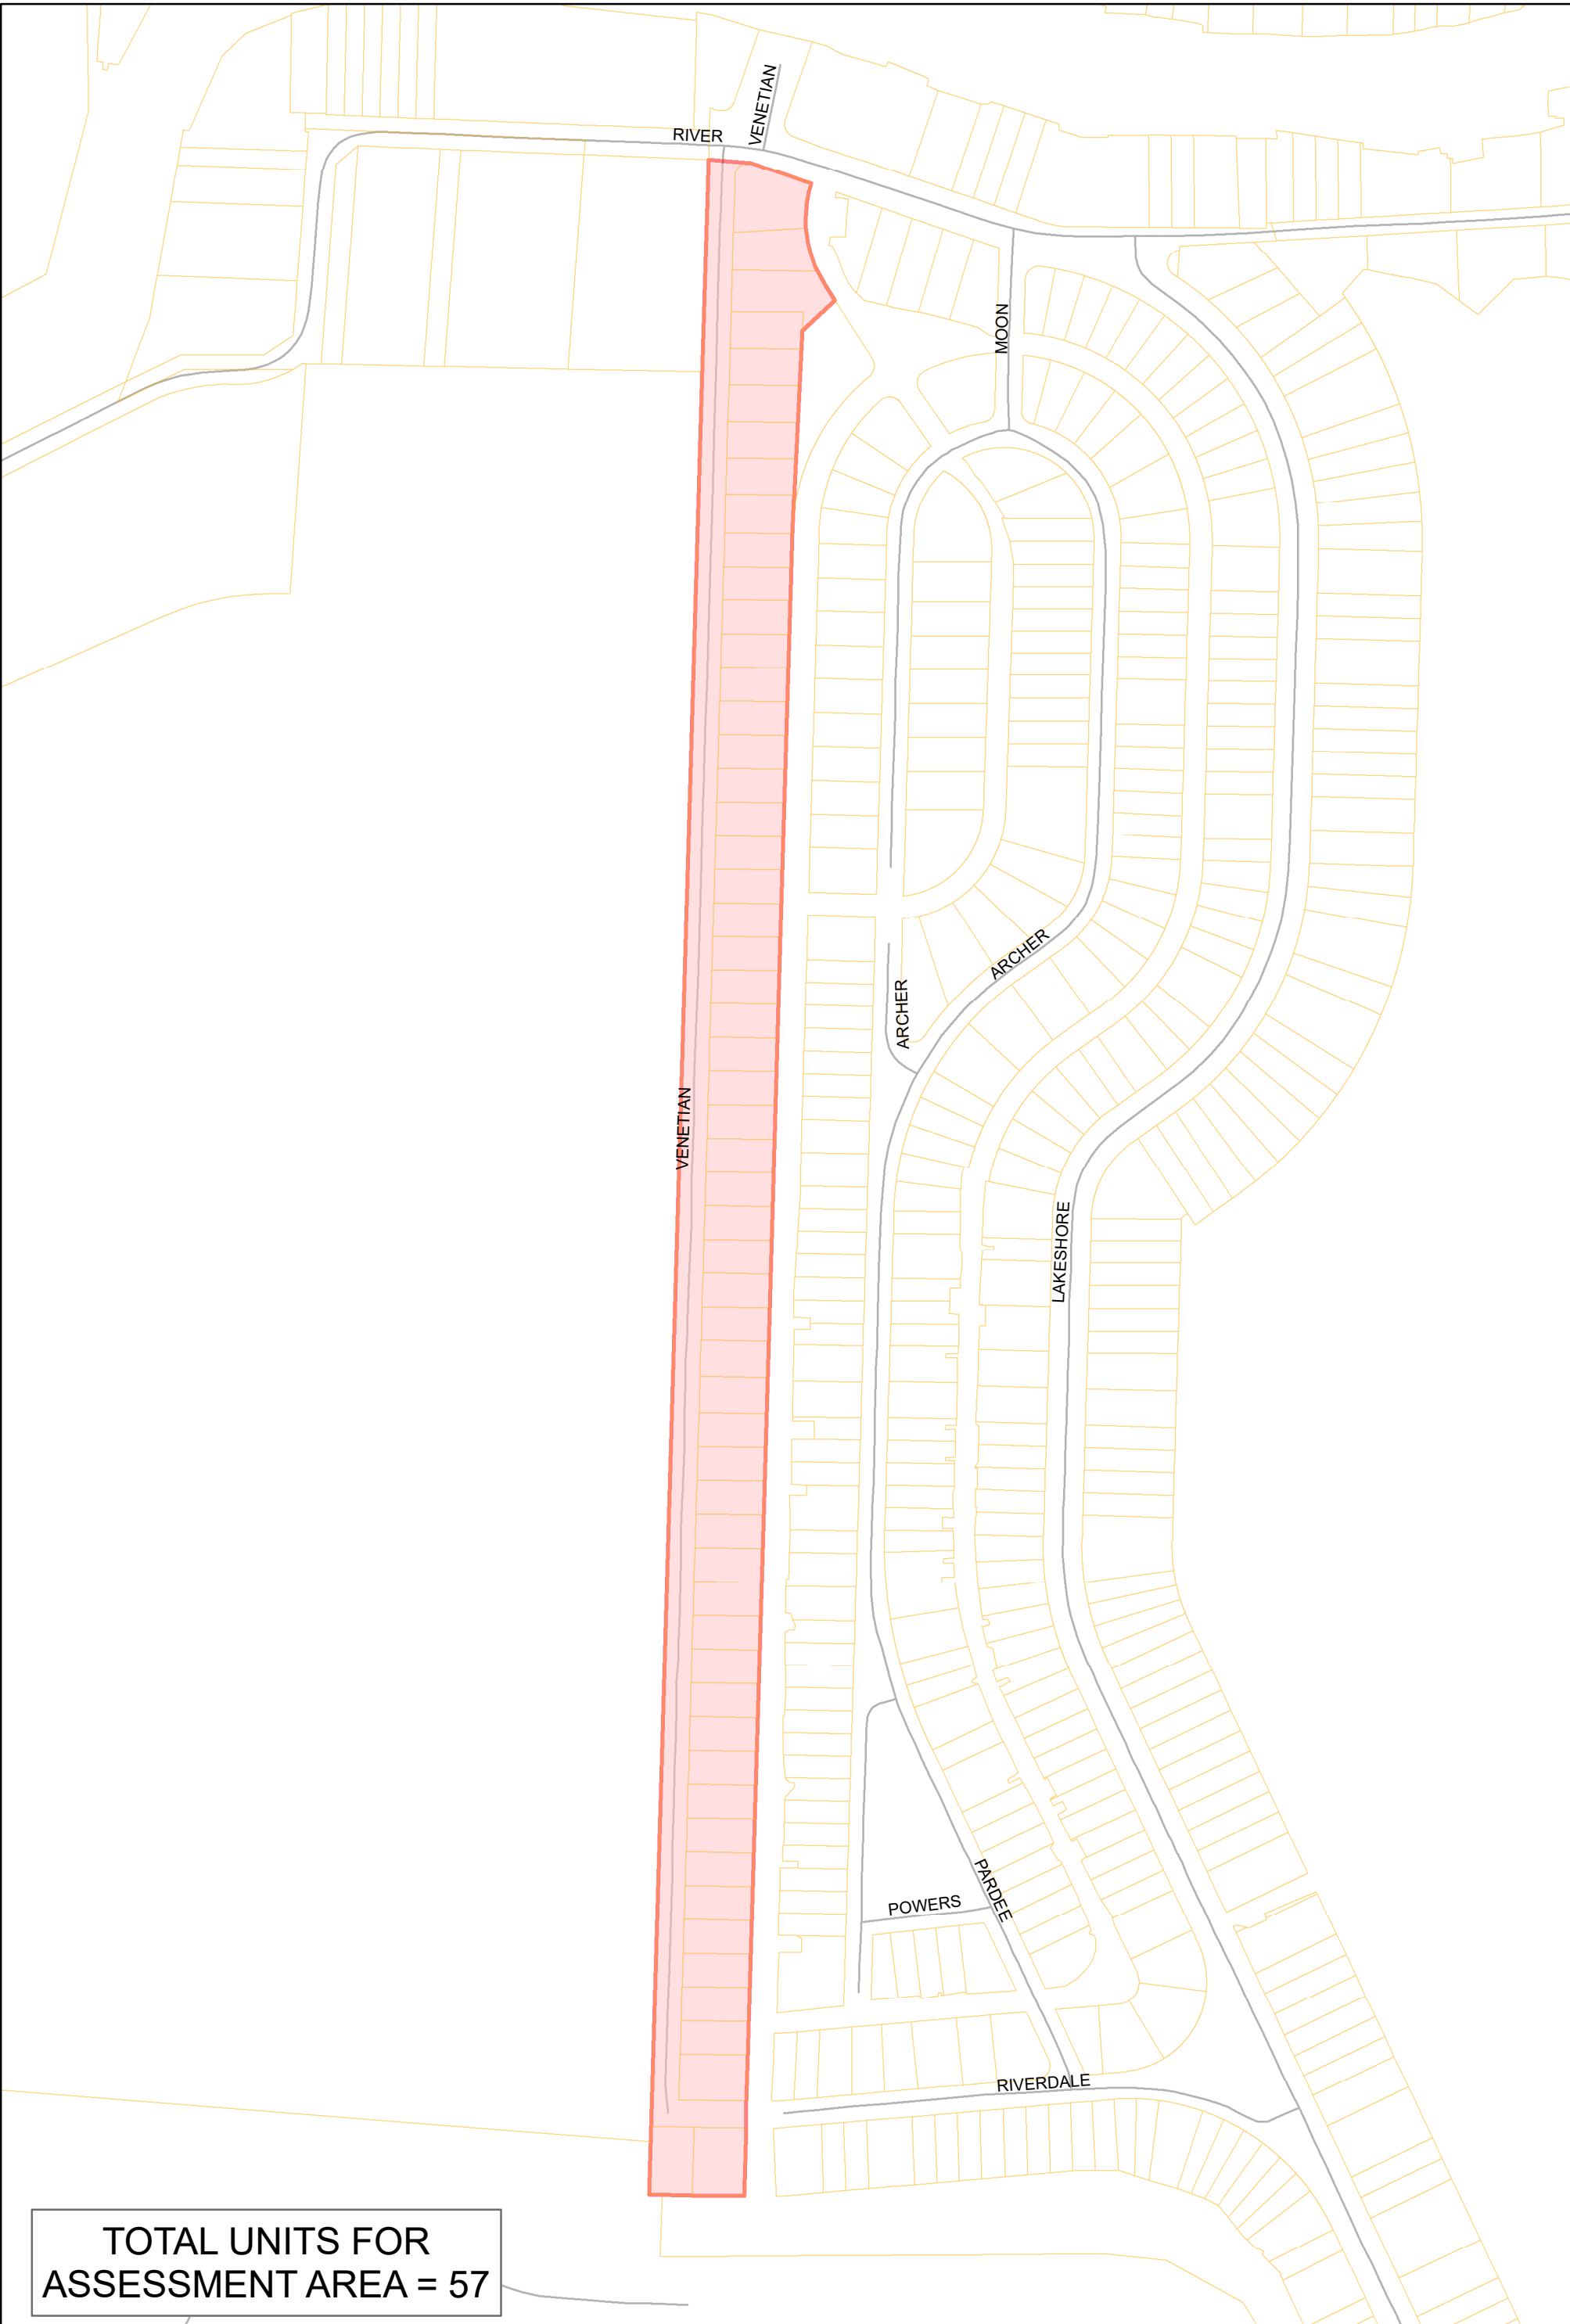 VENETIAN
RIVER
MOON
ARCHER
ARCHER
VENETIAN
LAKESHORE
PARDEE
POWERS
RIVERDALE
TOTAL UNITS FOR
ASSESSMENT AREA = 57